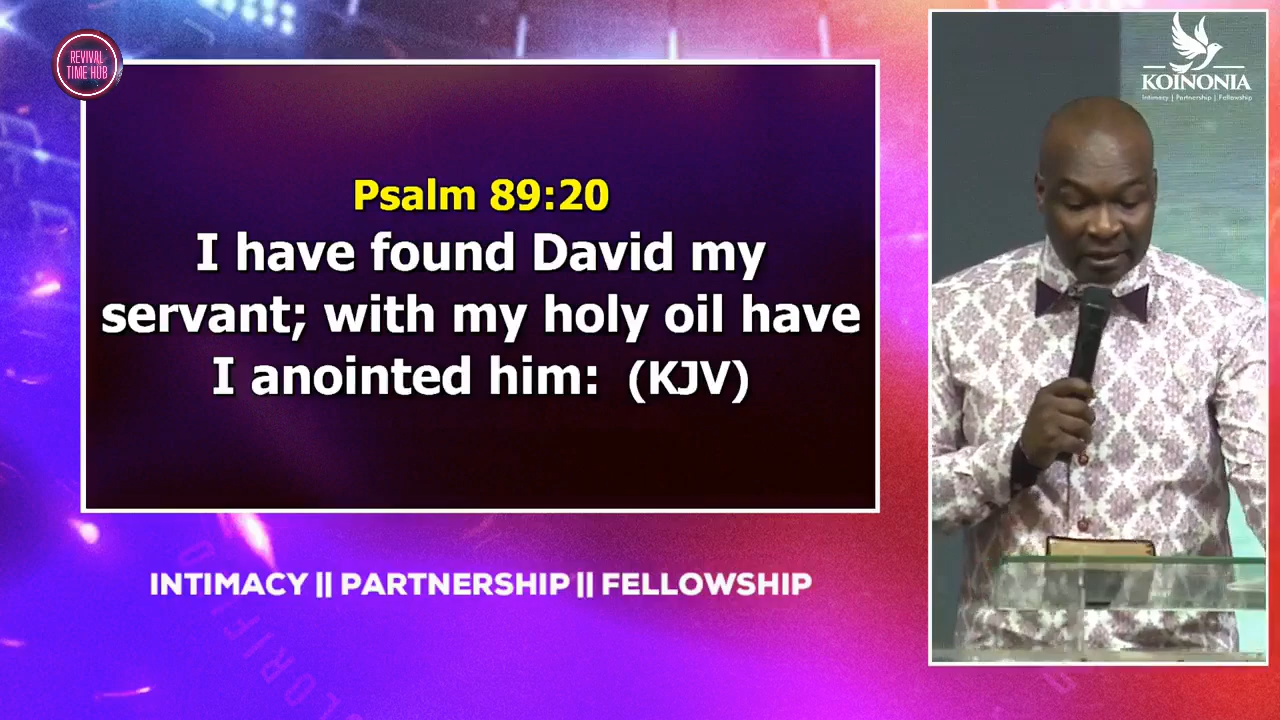 REVIVAL
TIME HUB
KOINONIA
Intimacy | Partnership | Fellowship
Psalm 89:20
I have found David my
servant; with my holy oil have
I anointed him: (KJV)
INTIMACY || PARTNERSHIP || FELLOWSHIP